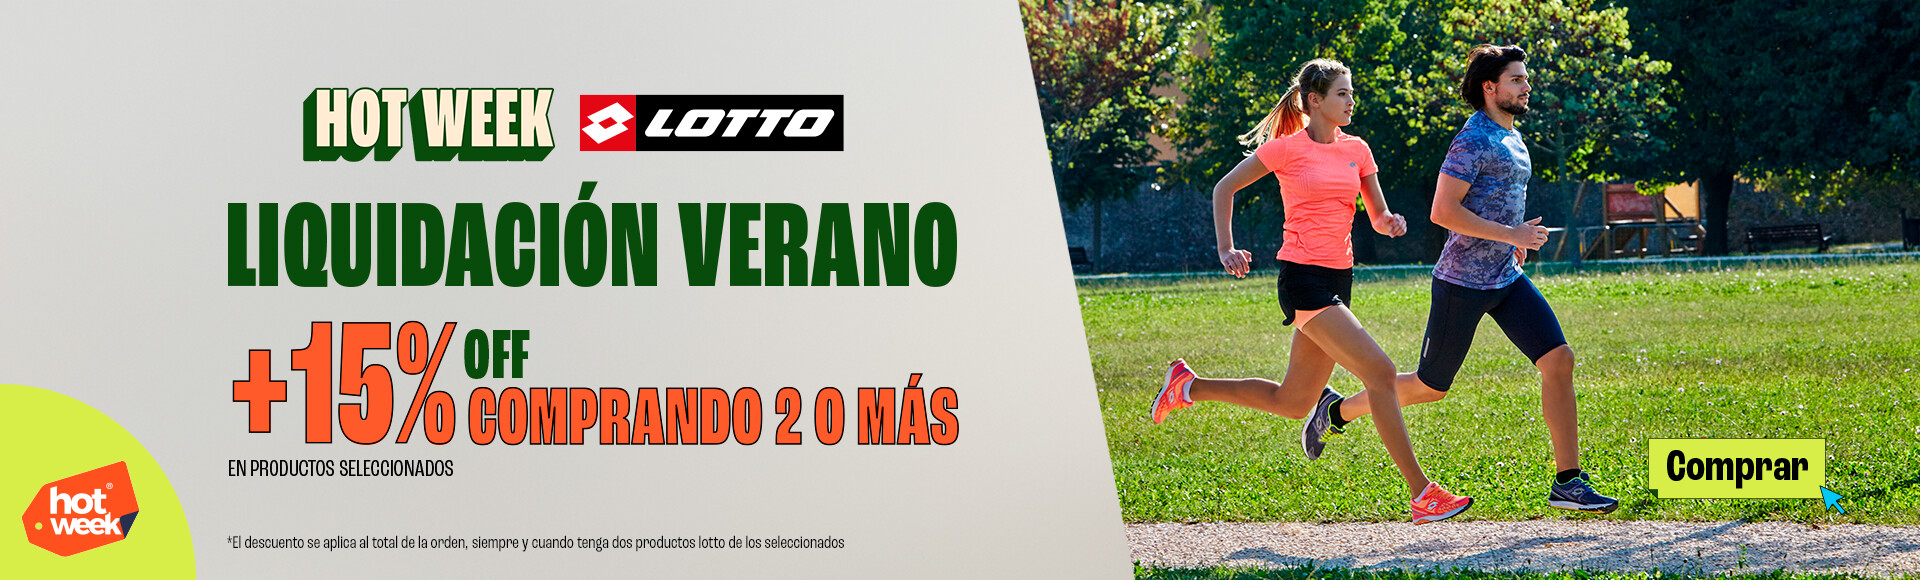 HOT WEEK LOTTO
LIQUIDACIÓN VERANO
+15% OFF
COMPRANDO 2 O MÁS
EN PRODUCTOS SELECCIONADOS
*El descuento se aplica al total de la orden, siempre y cuando tenga dos productos lotto de los seleccionados
hot®
week
Comprar